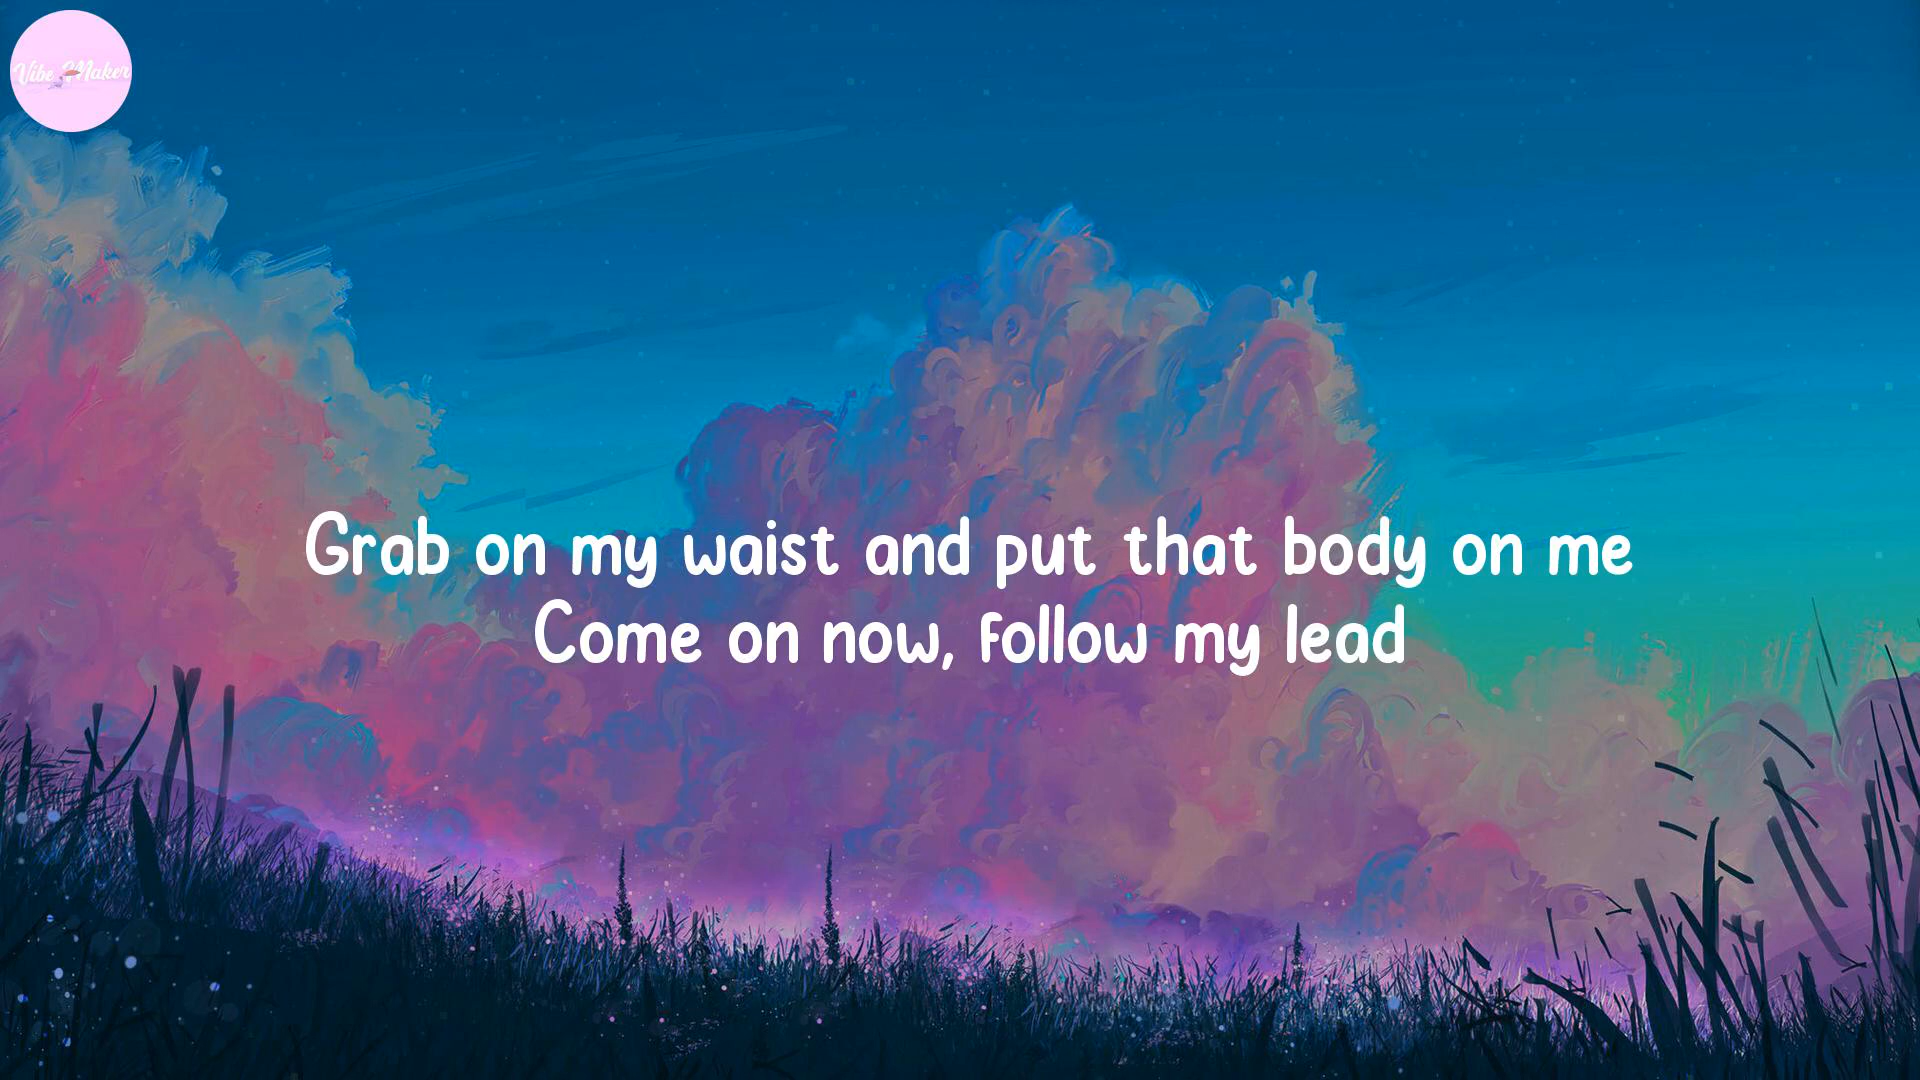 Vibe Maker
Grab on my waist and put that body on me
Come on now, follow my lead